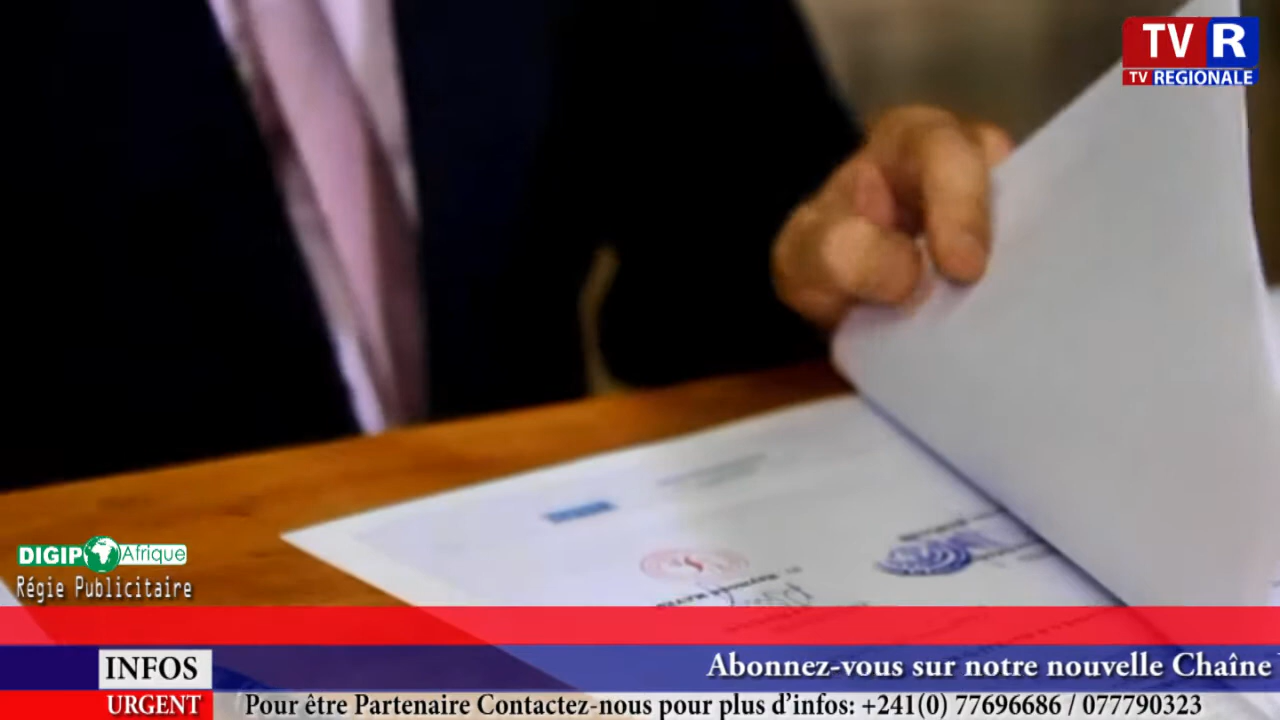 TV R
TV REGIONALE
DIGIP Afrique
Régie Publicitaire
INFOS
Abonnez-vous sur notre nouvelle Chaîne
URGENT
Pour être Partenaire Contactez-nous pour plus d'infos: +241(0) 77696686 / 077790323